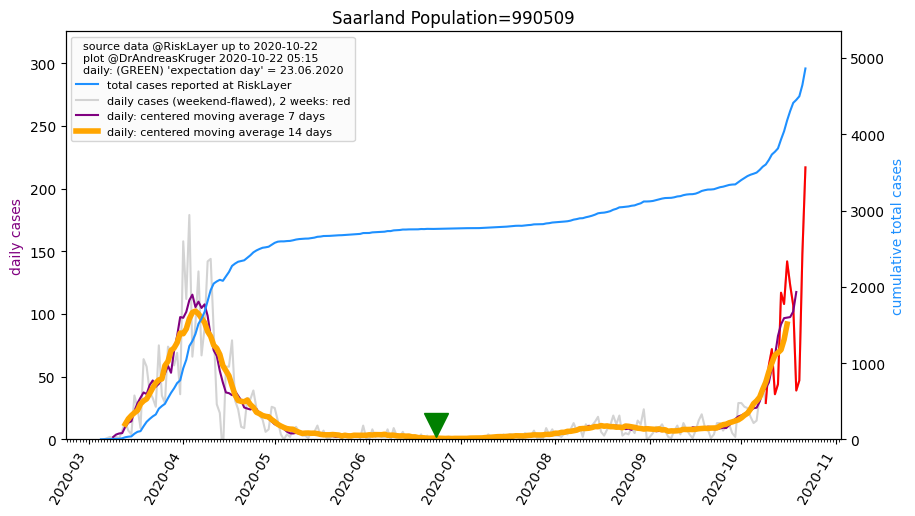 Saarland Population=990509
source data @RiskLayer up to 2020-10-22
plot @DrAndreasKruger 2020-10-22 05:15
daily: (GREEN) 'expectation day' = 23.06.2020
total cases reported at RiskLayer
daily cases (weekend-flawed), 2 weeks: red
daily: centered moving average 7 days
daily: centered moving average 14 days
daily cases
300
250
200
150
100
50
0
5000
4000
3000
2000
1000
0
cumulative total cases
2020-03
2020-04
2020-05
2020-06
2020-07
2020-08
2020-09
2020-10
2020-11